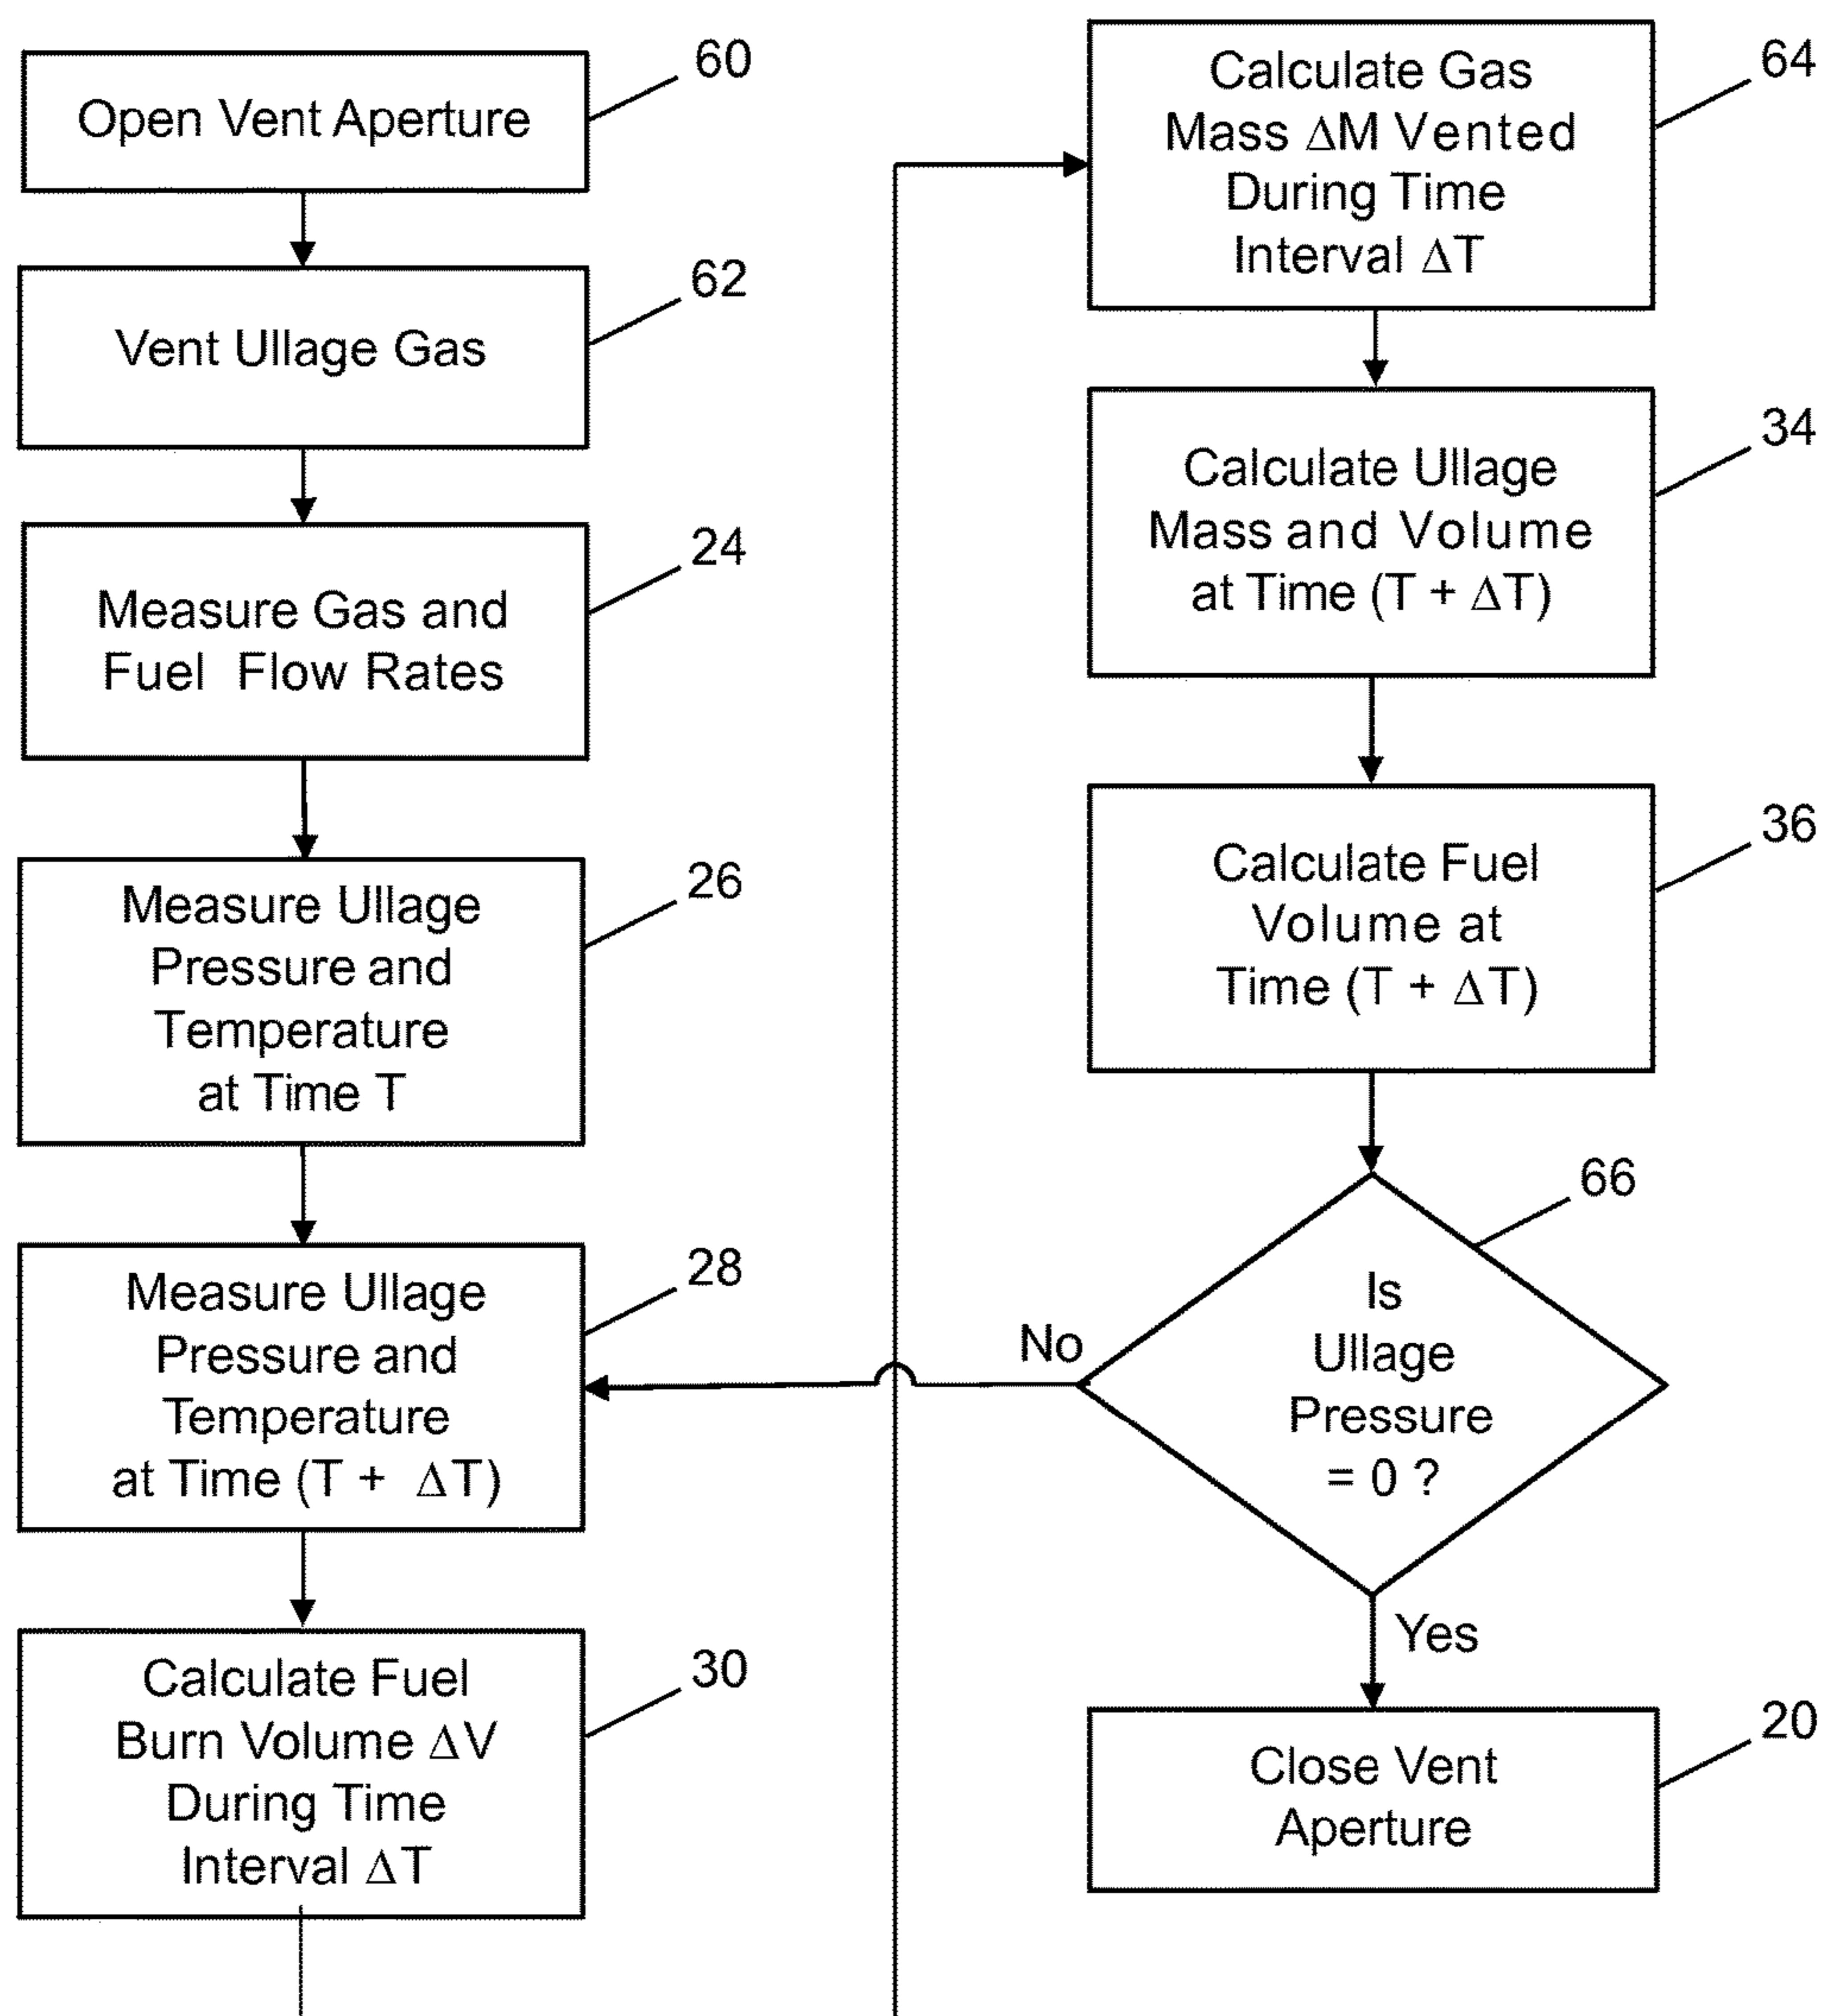 60
Open Vent Aperture
62
Vent Ullage Gas
24
Measure Gas and
Fuel Flow Rates
26
Measure Ullage
Pressure and
Temperature
at Time T
28
Measure Ullage
Pressure and
Temperature
at Time (T + ΔT)
30
Calculate Fuel
Burn Volume ΔV
During Time
Interval ΔT
64
Calculate Gas
Mass ΔM Vented
During Time
Interval ΔT
34
Calculate Ullage
Mass and Volume
at Time (T + ΔT)
36
Calculate Fuel
Volume at
Time (T + ΔT)
66
Is
Ullage
Pressure
= 0 ?
No
Yes
20
Close Vent
Aperture